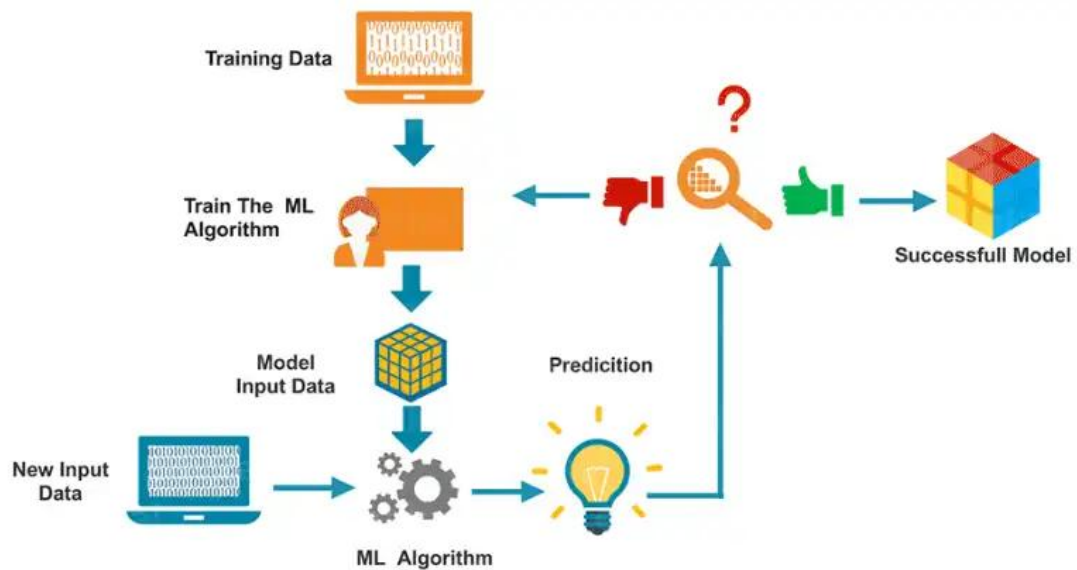 Training Data
?
Train The ML
Algorithm
Successfull Model
Model
Input Data
Predicition
New Input
Data
ML Algorithm